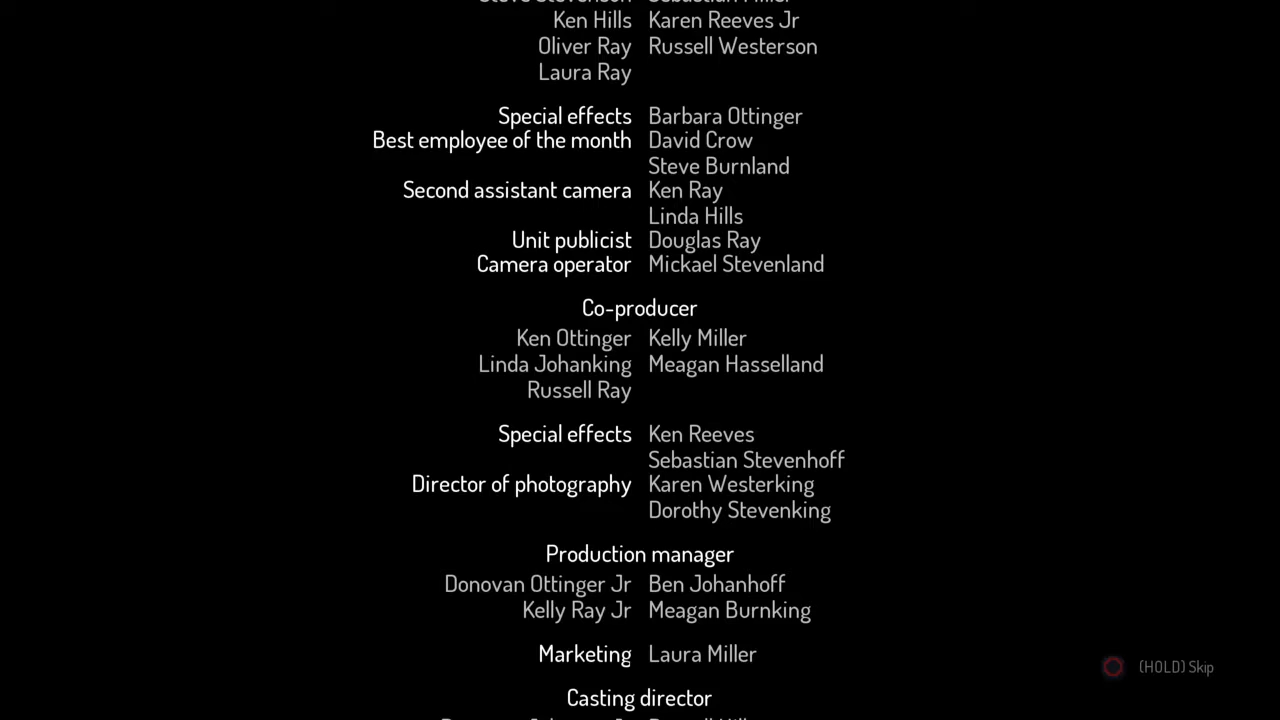 Ken Hills Karen Reeves Jr
Oliver Ray Russell Westerson
Laura Ray
Special effects Barbara Ottinger
Best employee of the month David Crow
Steve Burnland
Second assistant camera Ken Ray
Linda Hills
Unit publicist Douglas Ray
Camera operator Mickael Stevenland
Co-producer
Ken Ottinger Kelly Miller
Linda Johanking Meagan Hasselland
Russell Ray
Special effects Ken Reeves
Sebastian Stevenhoff
Director of photography Karen Westerking
Dorothy Stevenking
Production manager
Donovan Ottinger Jr Ben Johanhoff
Kelly Ray Jr Meagan Burnking
Marketing Laura Miller
(HOLD) Skip
Casting director